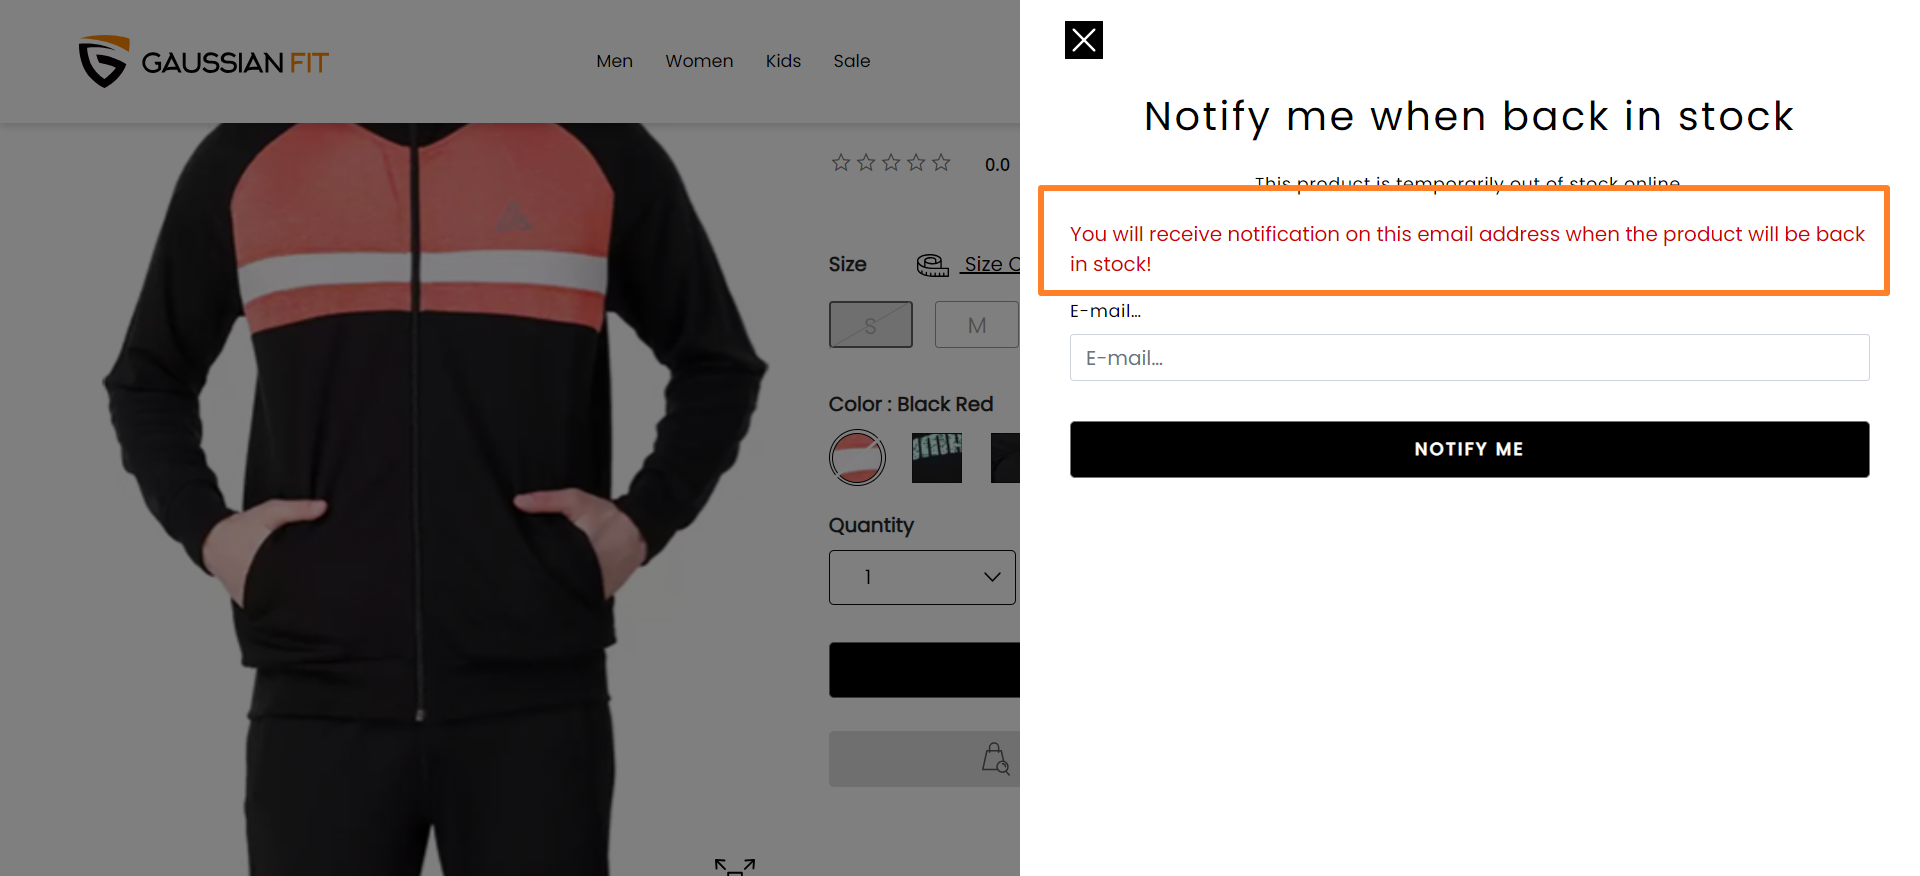 GAUSSIAN FIT
Men Women Kids Sale
0.0
Size Size C
S M
Color : Black Red
Quantity
1
Notify me when back in stock
This product is temporarily out of stock online
You will receive notification on this email address when the product will be back
in stock!
E-mail...
E-mail...
NOTIFY ME